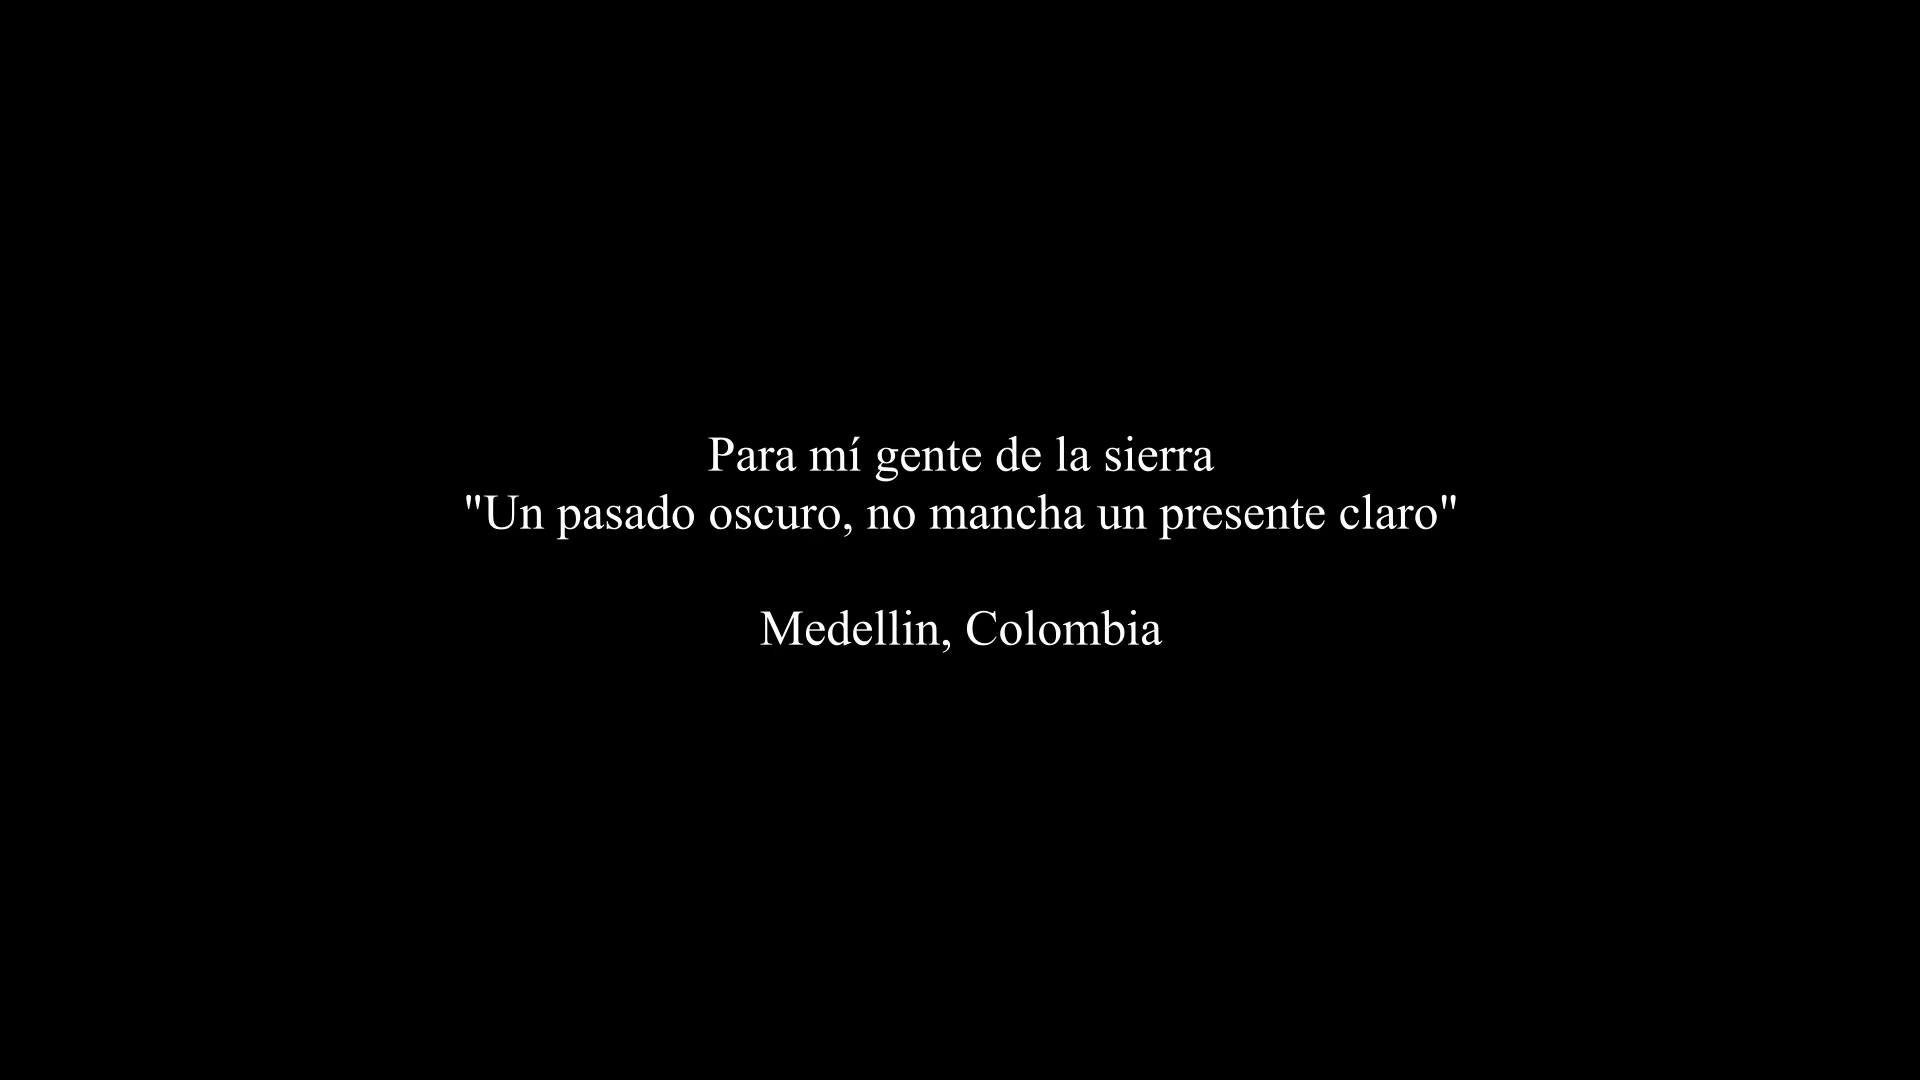 Para mí gente de la sierra
"Un pasado oscuro, no mancha un presente claro"
Medellin, Colombia